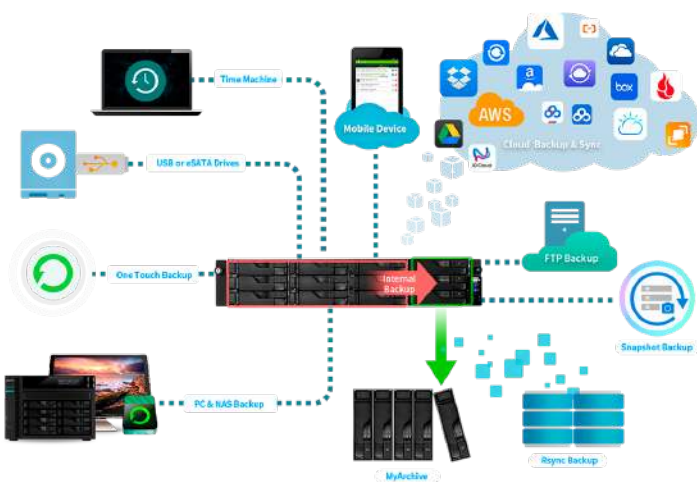 Time Machine
Mobile Device
a
AWS
box
Cloud Backup & Sync
USB or eSATA Drives
One Touch Backup
Internal
Backup
FTP Backup
Snapshot Backup
PC & NAS Backup
MyArchive
Rsync Backup